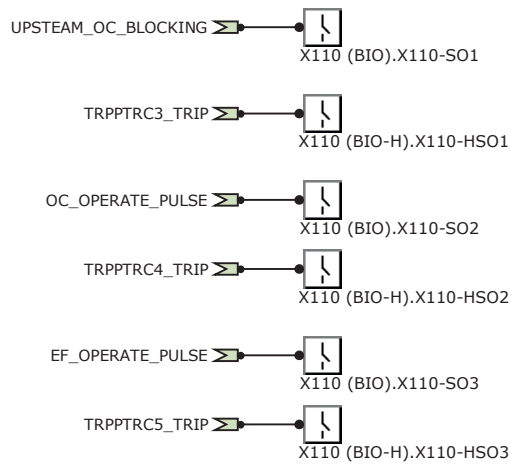 UPSTEAM_OC_BLOCKING
X110 (BIO).X110-SO1
TRPPTRC3_TRIP
X110 (BIO-H).X110-HSO1
OC_OPERATE_PULSE
X110 (BIO).X110-SO2
TRPPTRC4_TRIP
X110 (BIO-H).X110-HSO2
EF_OPERATE_PULSE
X110 (BIO).X110-SO3
TRPPTRC5_TRIP
X110 (BIO-H).X110-HSO3